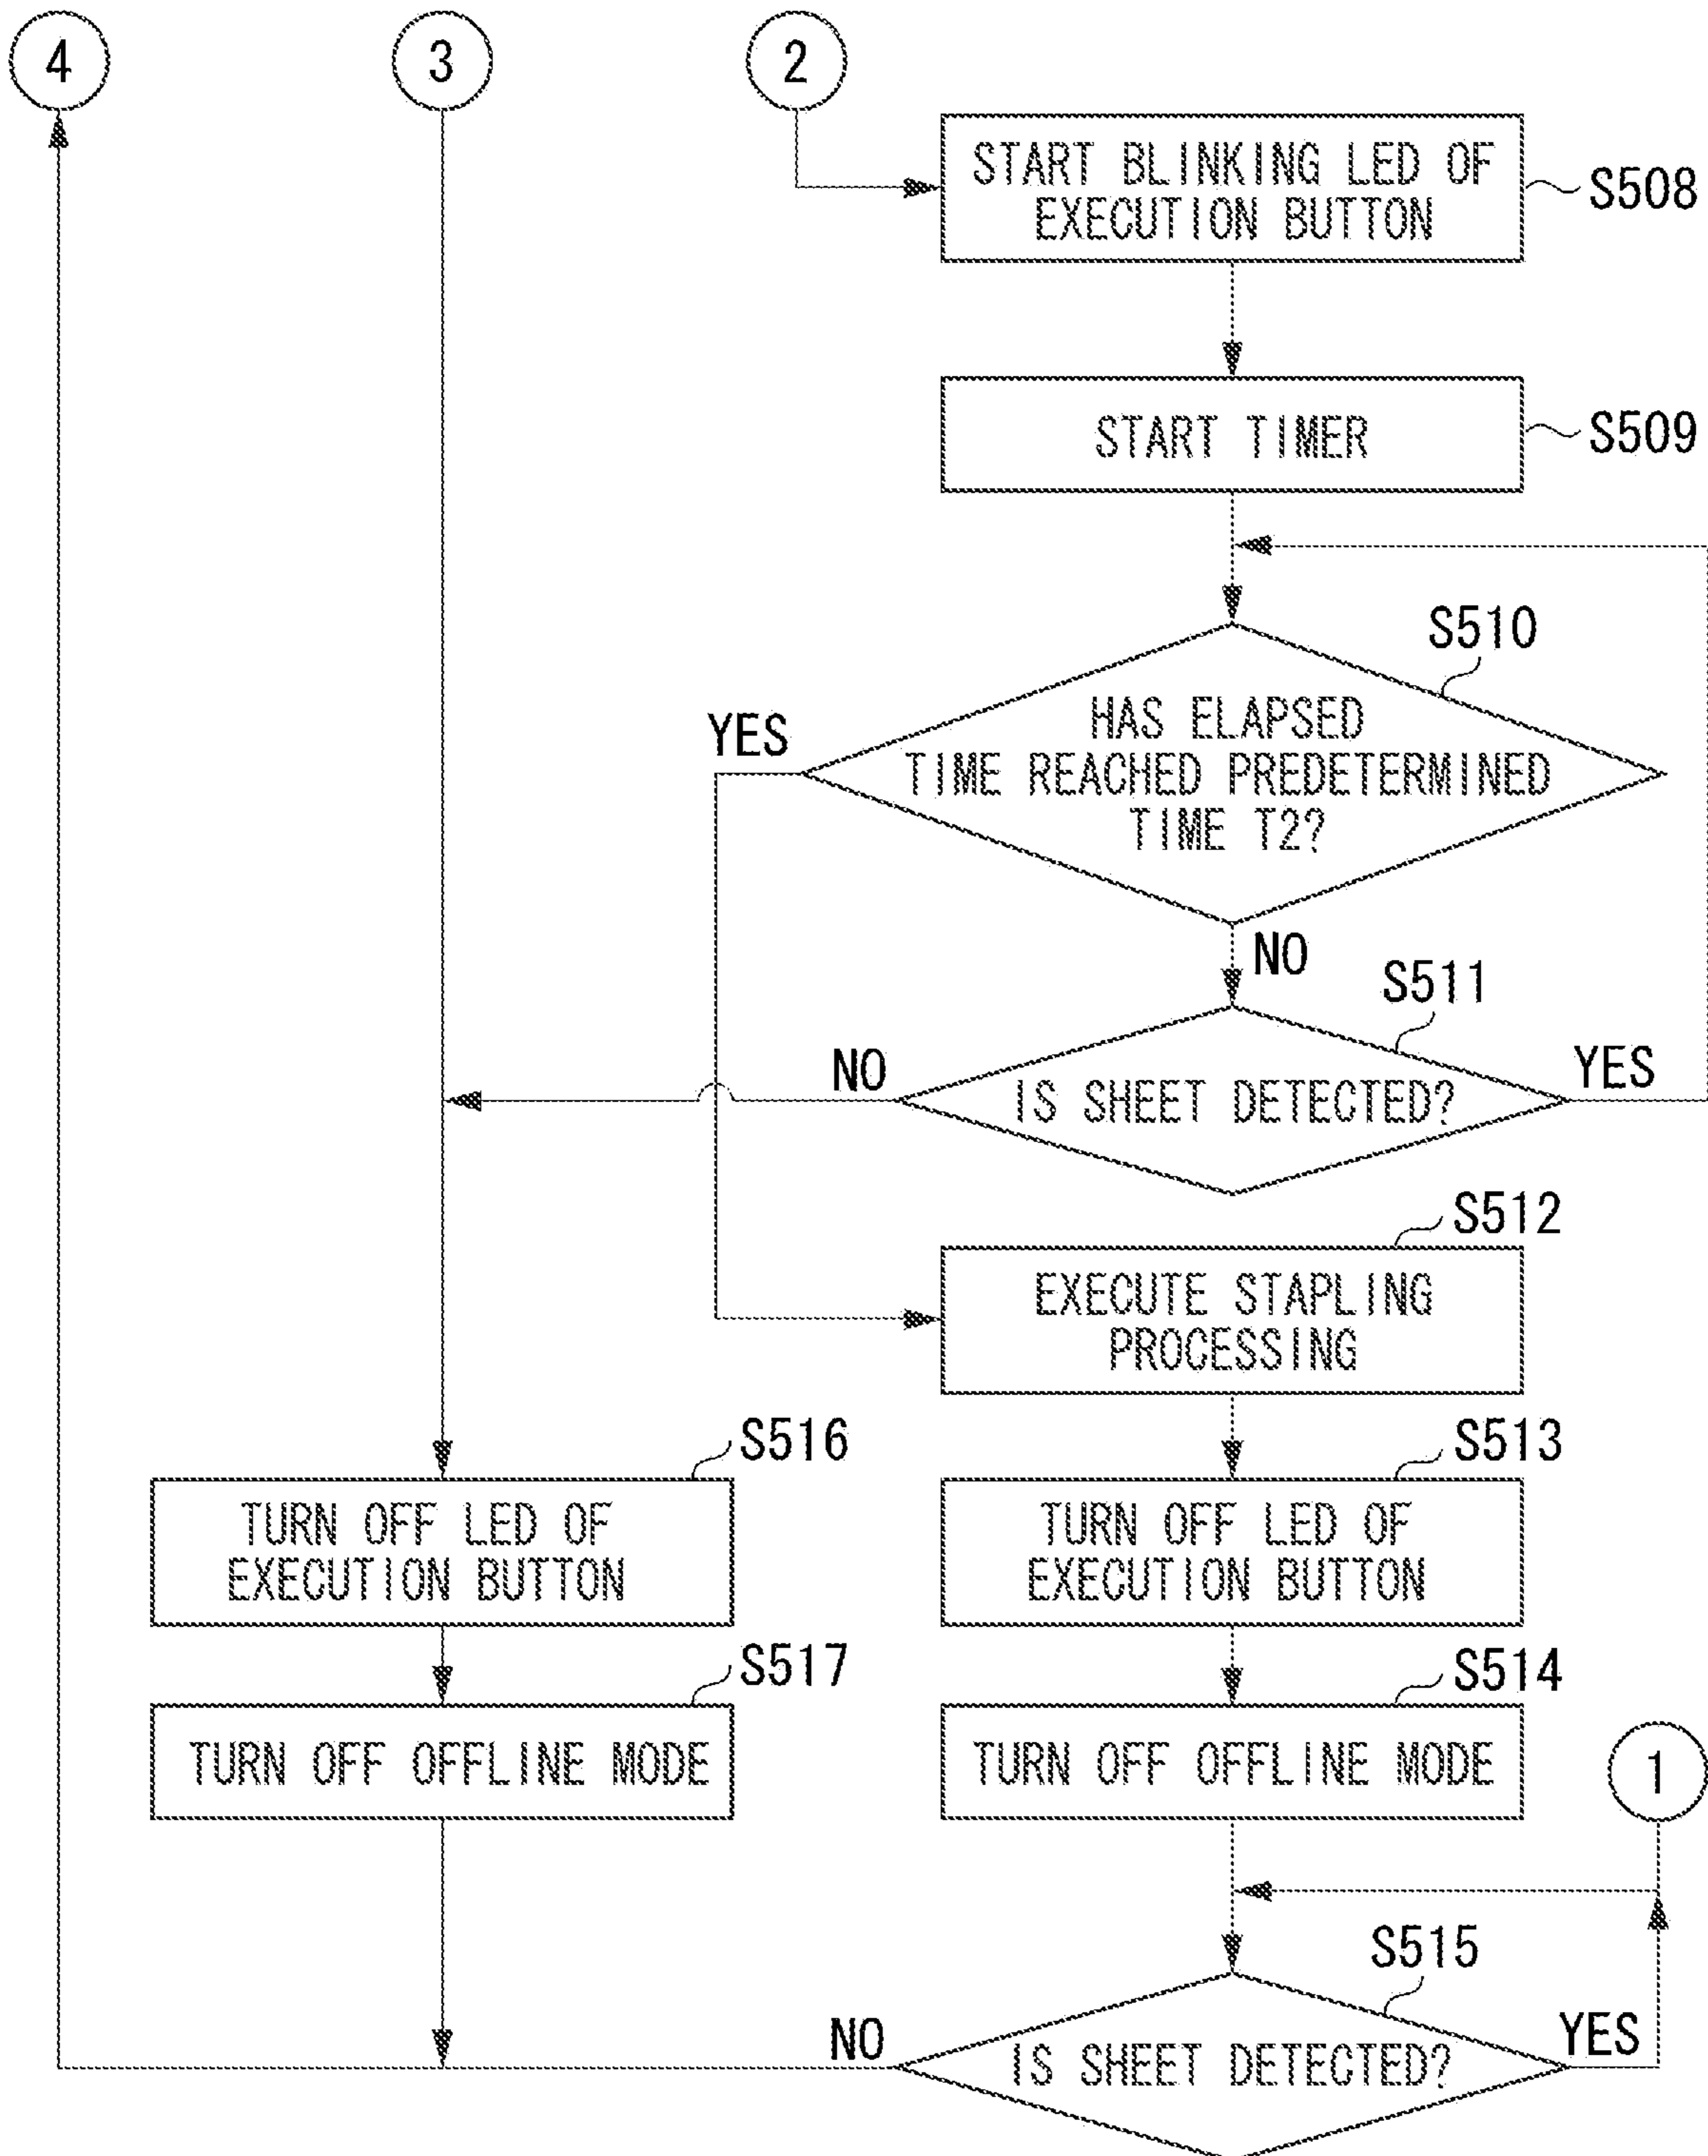 4
3
2
START BLINKING LED OF
EXECUTION BUTTON
S508
START TIMER
S509
S510
HAS ELAPSED
TIME REACHED PREDETERMINED
TIME T2?
YES
NO
S511
IS SHEET DETECTED?
NO
YES
S512
EXECUTE STAPLING
PROCESSING
S516
TURN OFF LED OF
EXECUTION BUTTON
S513
TURN OFF LED OF
EXECUTION BUTTON
S517
TURN OFF OFFLINE MODE
S514
TURN OFF OFFLINE MODE
1
S515
IS SHEET DETECTED?
NO
YES